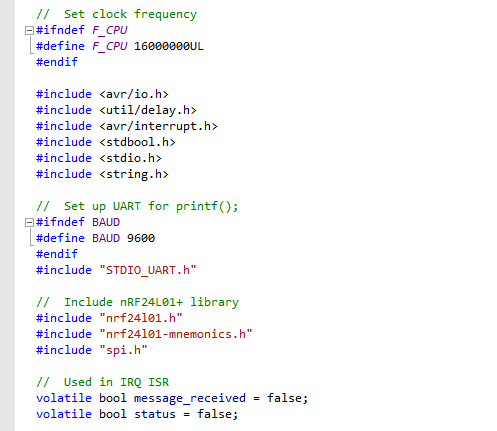 //  Set clock frequency
#ifndef F_CPU
#define F_CPU 16000000UL
#endif

#include <avr/io.h>
#include <util/delay.h>
#include <avr/interrupt.h>
#include <stdbool.h>
#include <stdio.h>
#include <string.h>

//  Set up UART for printf();
#ifndef BAUD
#define BAUD 9600
#endif
#include "STDIO_UART.h"

//  Include nRF24L01+ library
#include "nrf24l01.h"
#include "nrf24l01-mnemonics.h"
#include "spi.h"

//  Used in IRQ ISR
volatile bool message_received = false;
volatile bool status = false;